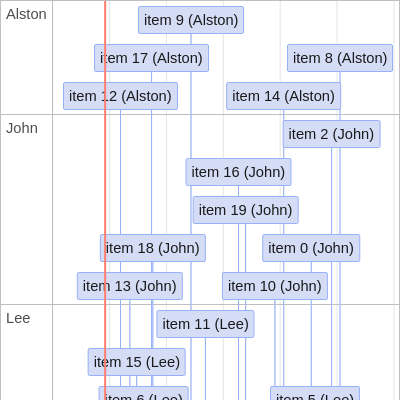 Alston
item 9 (Alston)
item 17 (Alston)
item 8 (Alston)
item 12 (Alston)
item 14 (Alston)
John
item 2 (John)
item 16 (John)
item 19 (John)
item 18 (John)
item 0 (John)
item 13 (John)
item 10 (John)
Lee
item 11 (Lee)
item 15 (Lee)
item 6 (Lee)
item 5 (Lee)